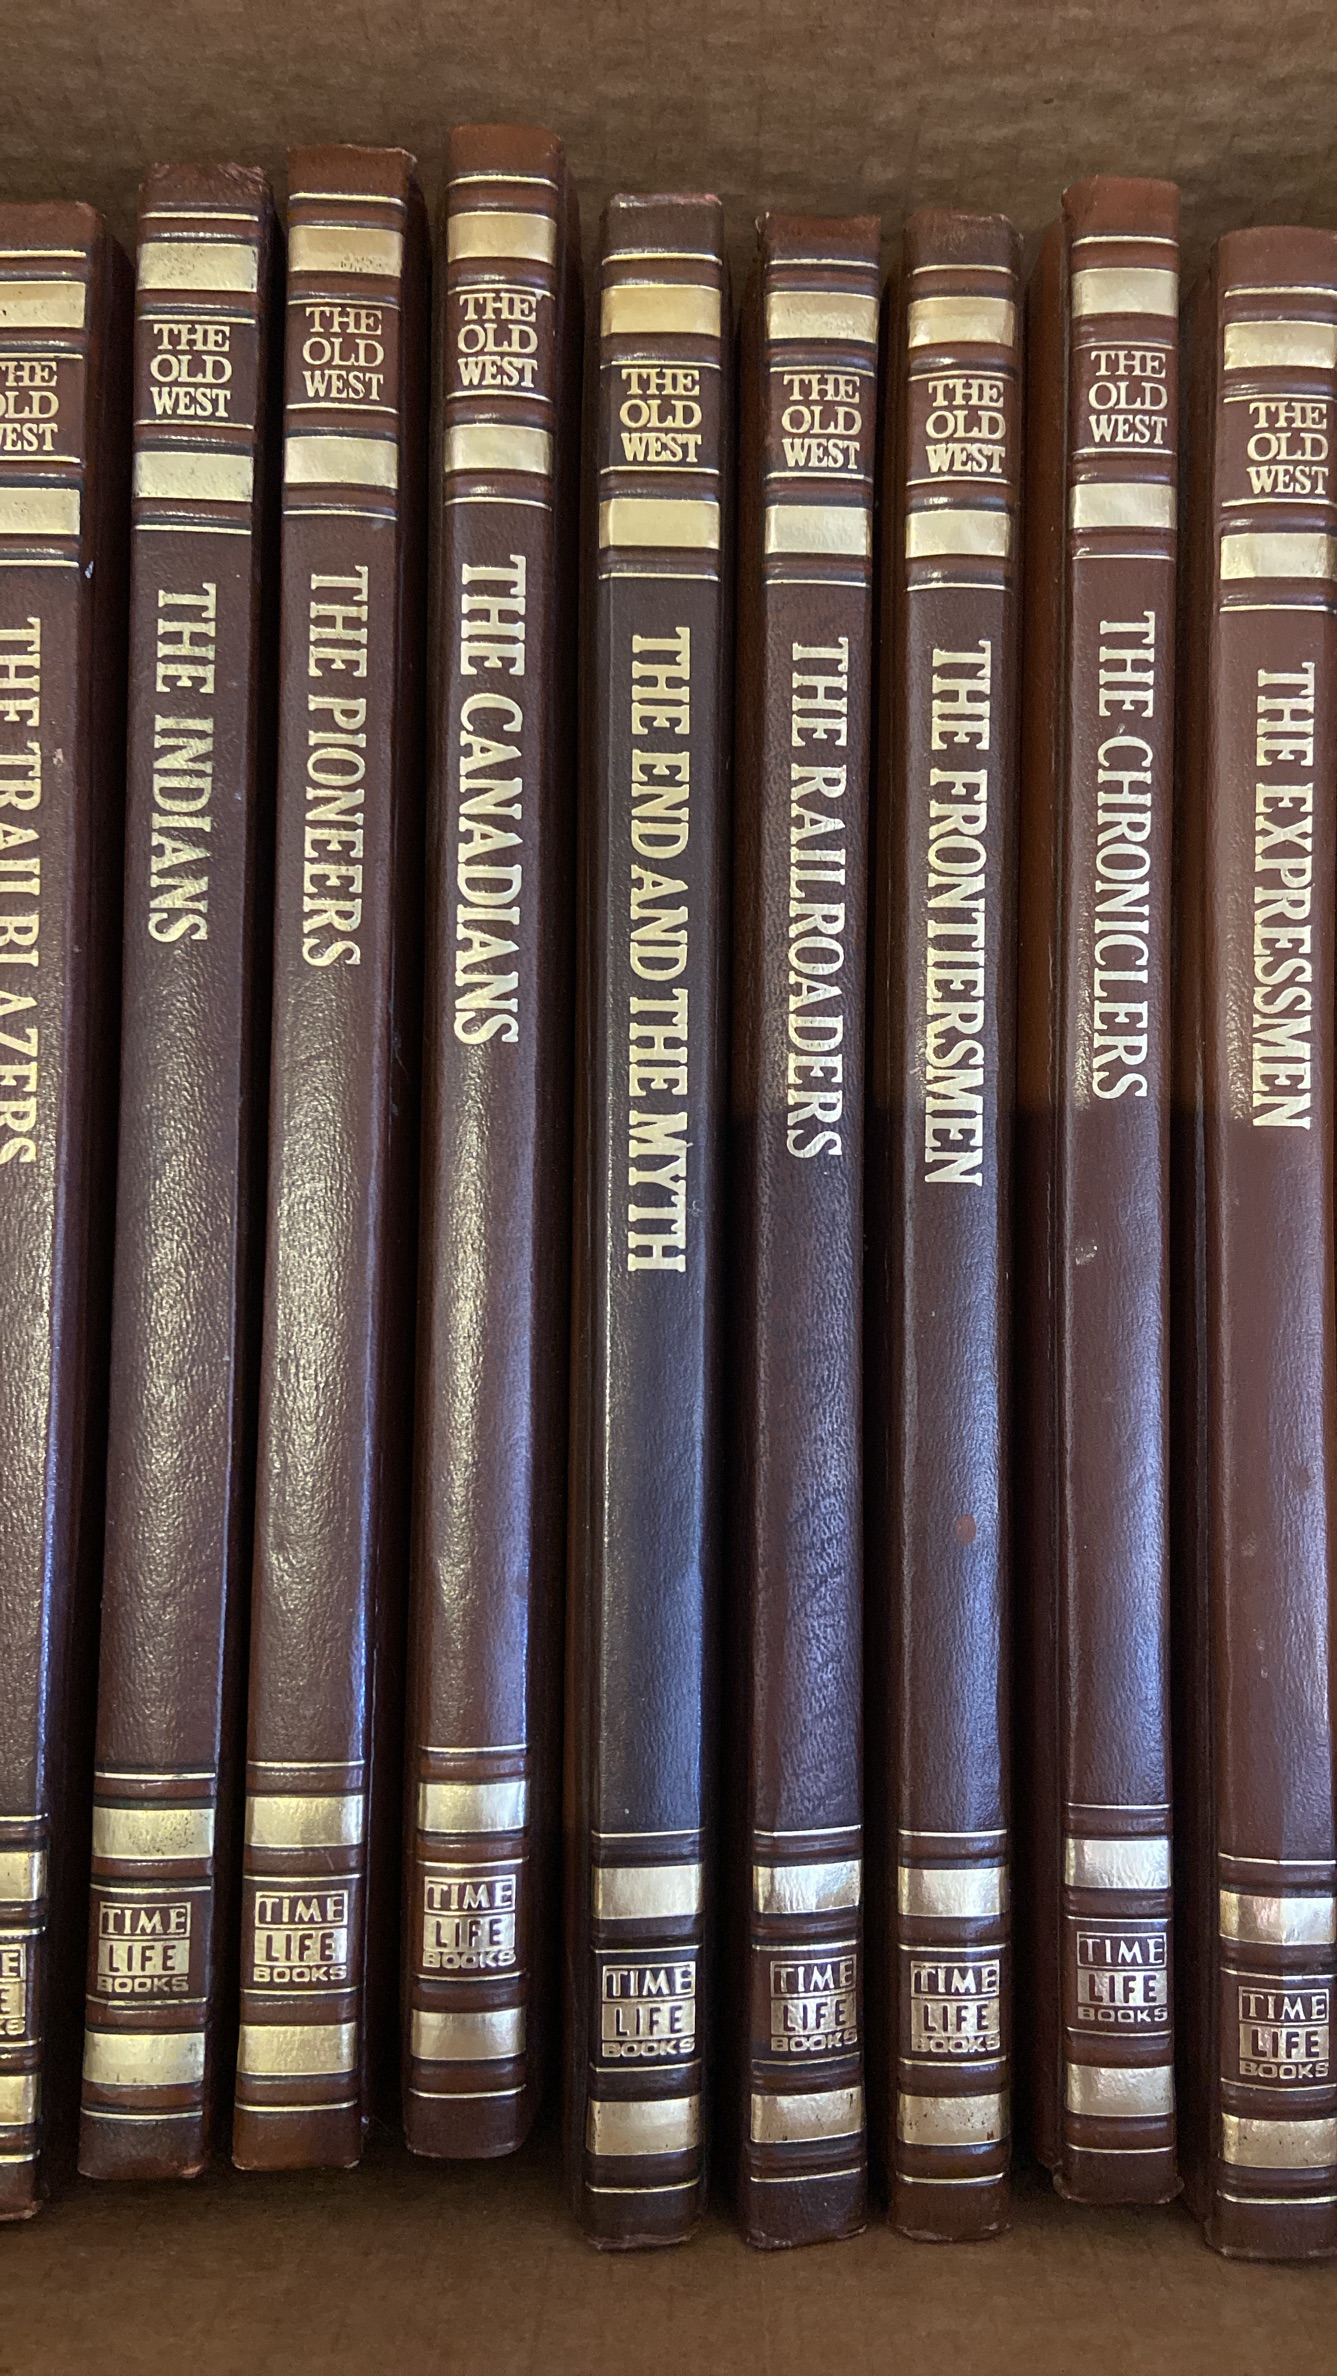 THE
OLD
WEST
THE TRAILBLAZERS
THE
OLD
WEST
THE INDIANS
TIME
LIFE
BOOKS
THE
OLD
WEST
THE PIONEERS
TIME
LIFE
BOOKS
THE
OLD
WEST
THE CANADIANS
TIME
LIFE
BOOKS
THE
OLD
WEST
THE END AND THE MYTH
TIME
LIFE
BOOKS
THE
OLD
WEST
THE RAILROADERS
TIME
LIFE
BOOKS
THE
OLD
WEST
THE FRONTIERSMEN
TIME
LIFE
BOOKS
THE
OLD
WEST
THE CHRONICLERS
TIME
LIFE
BOOKS
THE
OLD
WEST
THE EXPRESSMEN
TIME
LIFE
BOOKS